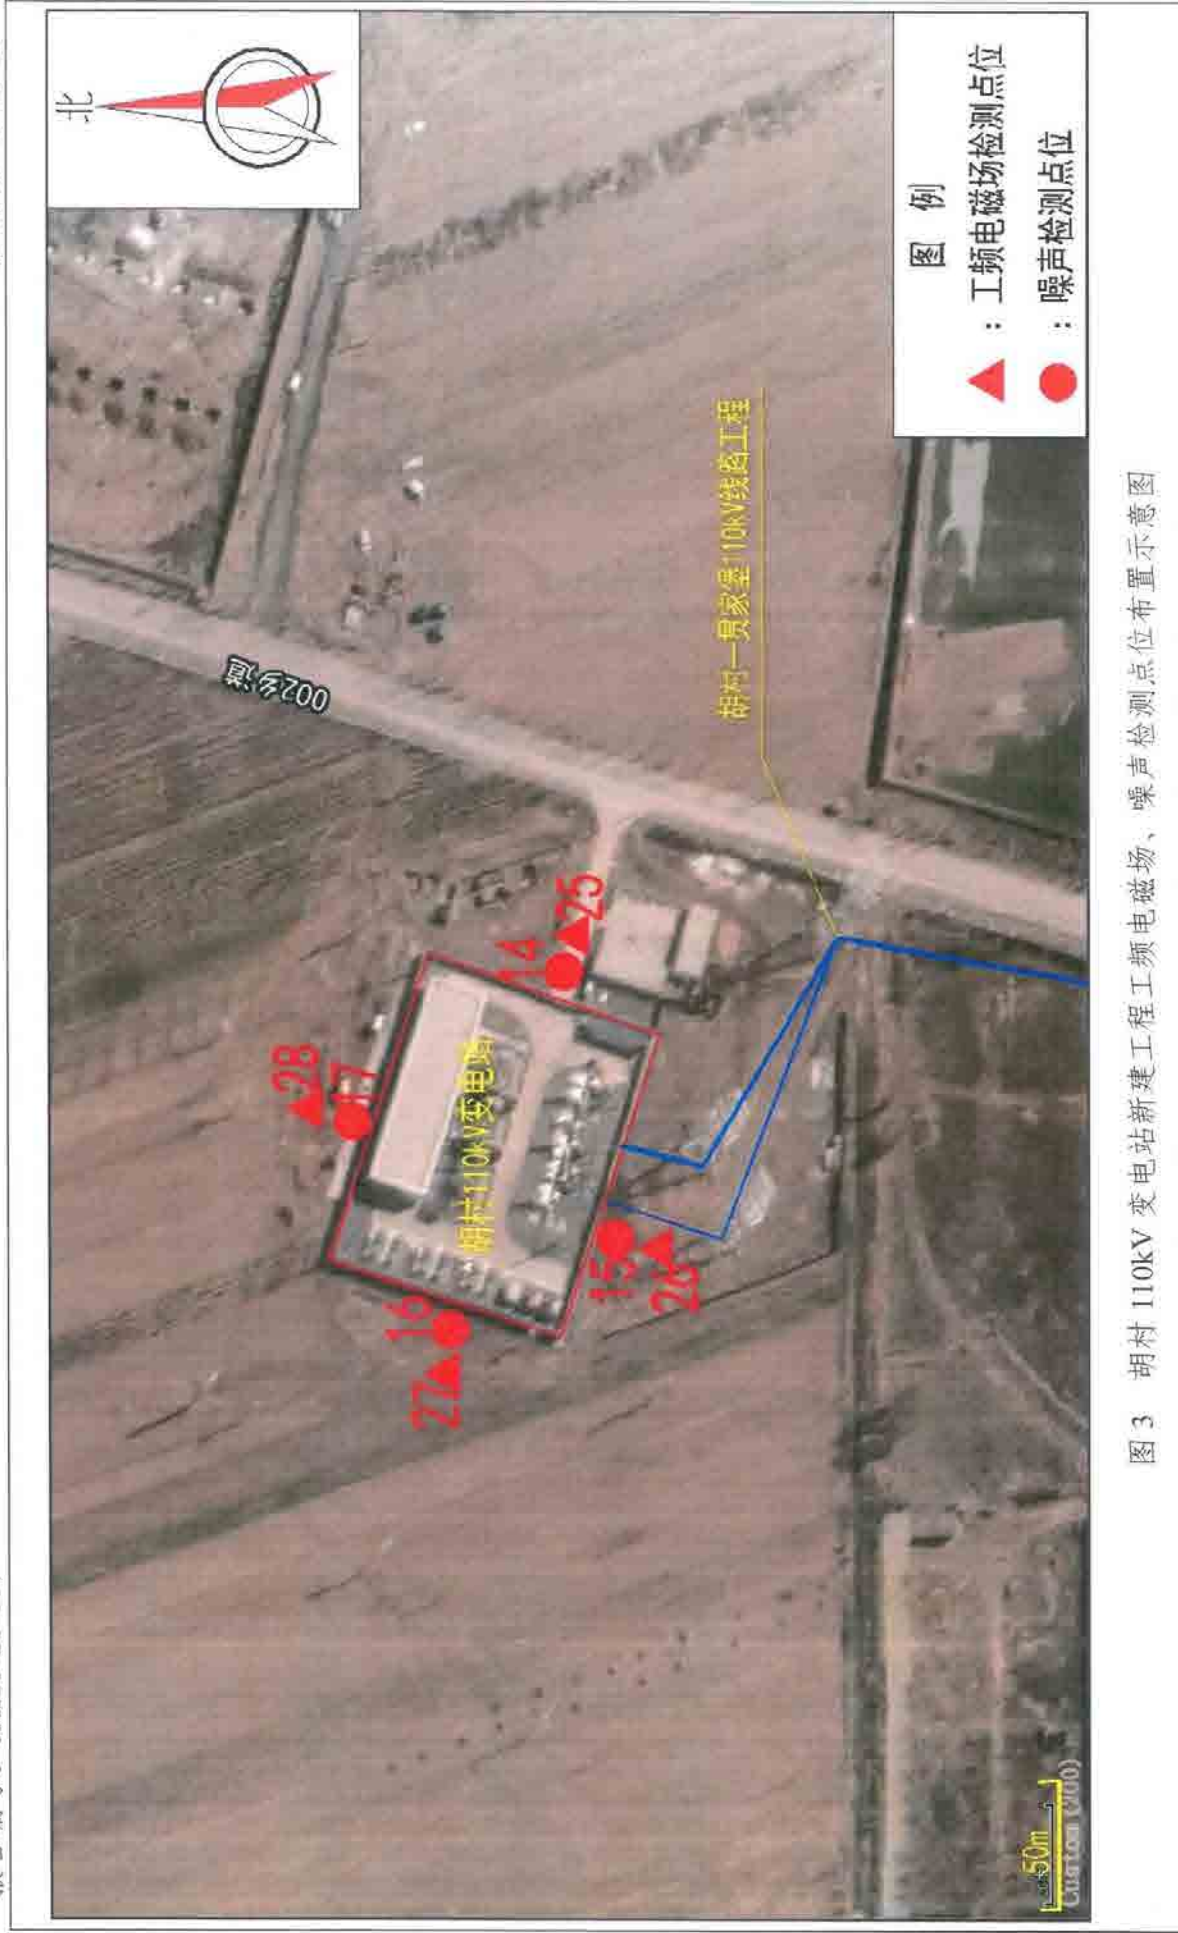 北
002乡道
28
17
14
25
胡村110kV变电站
16
27
15
26
胡村—贾家堡110kV线路工程
图 例
▲：工频电磁场检测点位
●：噪声检测点位
50m
Custom (200)
图 3 胡村 110kV 变电站新建工程工频电磁场、噪声检测点位布置示意图